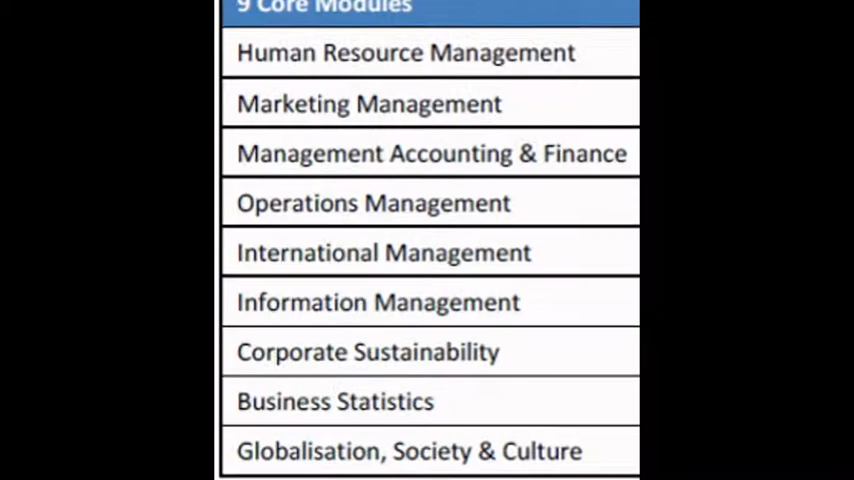 9 Core Modules
Human Resource Management
Marketing Management
Management Accounting & Finance
Operations Management
International Management
Information Management
Corporate Sustainability
Business Statistics
Globalisation, Society & Culture